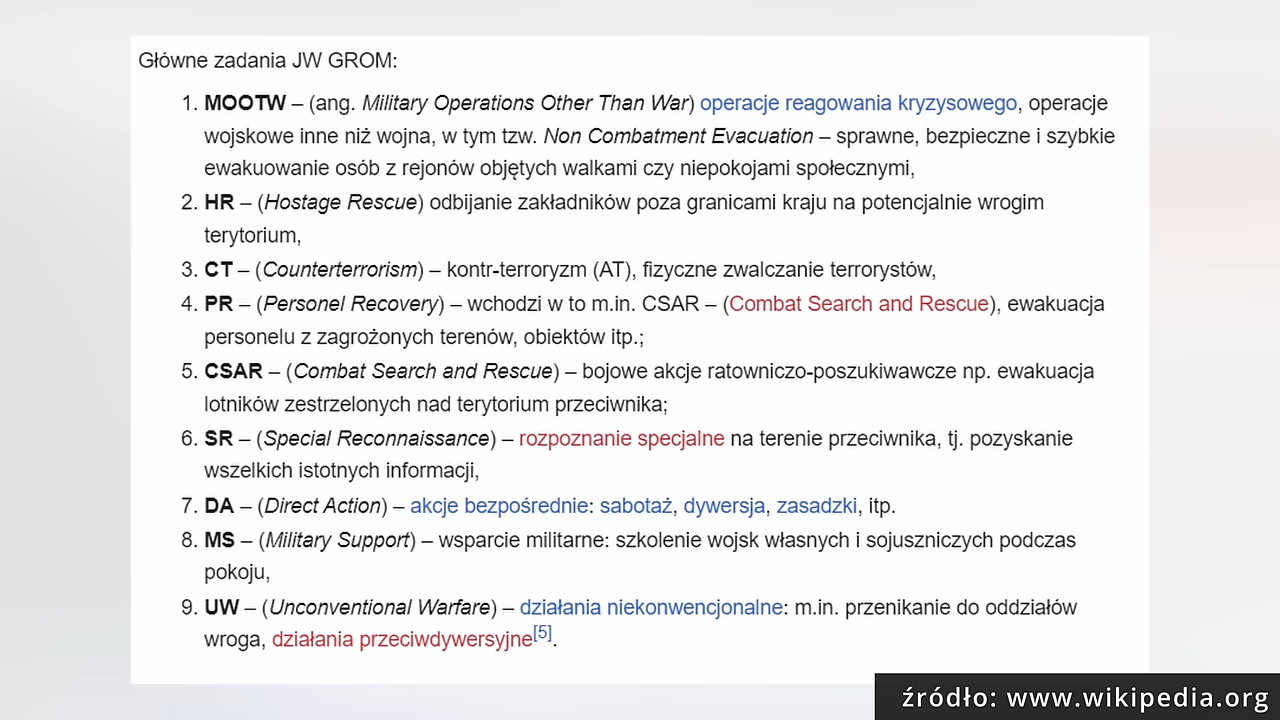 Główne zadania JW GROM:
1. MOOTW – (ang. Military Operations Other Than War) operacje reagowania kryzysowego, operacje
wojskowe inne niż wojna, w tym tzw. Non Combatment Evacuation – sprawne, bezpieczne i szybkie
ewakuowanie osób z rejonów objętych walkami czy niepokojami społecznymi,
2. HR – (Hostage Rescue) odbijanie zakładników poza granicami kraju na potencjalnie wrogim
terytorium,
3. CT – (Counterterrorism) – kontr-terroryzm (AT), fizyczne zwalczanie terrorystów,
4. PR – (Personel Recovery) – wchodzi w to m.in. CSAR – (Combat Search and Rescue), ewakuacja
personelu z zagrożonych terenów, obiektów itp.;
5. CSAR – (Combat Search and Rescue) – bojowe akcje ratowniczo-poszukiwawcze np. ewakuacja
lotników zestrzelonych nad terytorium przeciwnika;
6. SR – (Special Reconnaissance) – rozpoznanie specjalne na terenie przeciwnika, tj. pozyskanie
wszelkich istotnych informacji,
7. DA – (Direct Action) – akcje bezpośrednie: sabotaż, dywersja, zasadzki, itp.
8. MS – (Military Support) – wsparcie militarne: szkolenie wojsk własnych i sojuszniczych podczas
pokoju,
9. UW – (Unconventional Warfare) – działania niekonwencjonalne: m.in. przenikanie do oddziałów
wroga, działania przeciwdywersyjne[5].
źródło: www.wikipedia.org